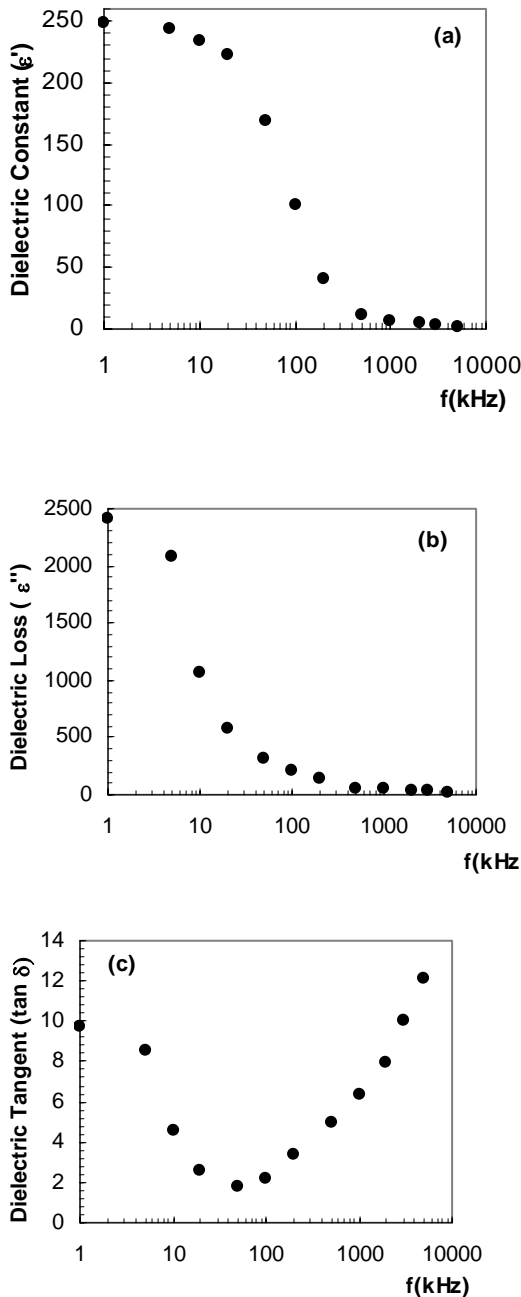 (a)
Dielectric Constant (ε')
250
200
150
100
50
0
1 10 100 1000 10000
f(kHz)
(b)
Dielectric Loss ( ε'')
2500
2000
1500
1000
500
0
1 10 100 1000 10000
f(kHz
(c)
Dielectric Tangent (tan δ)
14
12
10
8
6
4
2
0
1 10 100 1000 10000
f(kHz)